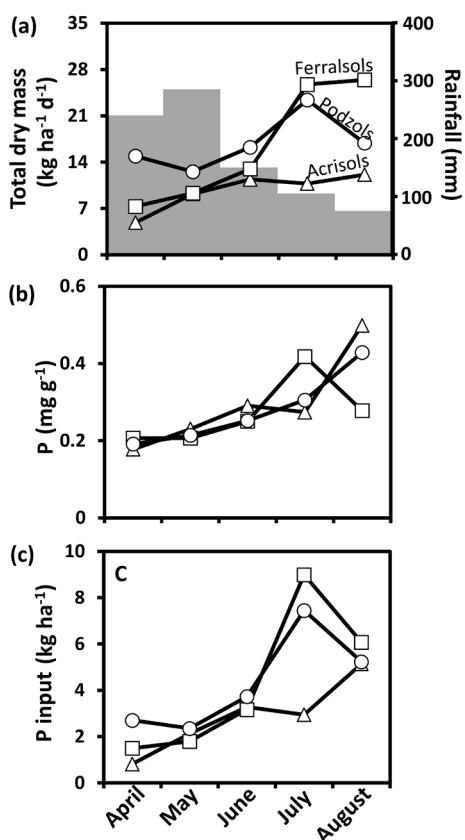 (a)
35
28
21
14
7
0
Total dry mass
(kg ha⁻¹ d⁻¹)
400
300
200
100
0
Rainfall (mm)
Ferralsols
Podzols
Acrisols
(b)
0.6
0.4
0.2
0
P (mg g⁻¹)
(c)
C
10
8
6
4
2
0
P input (kg ha⁻¹)
April
May
June
July
August